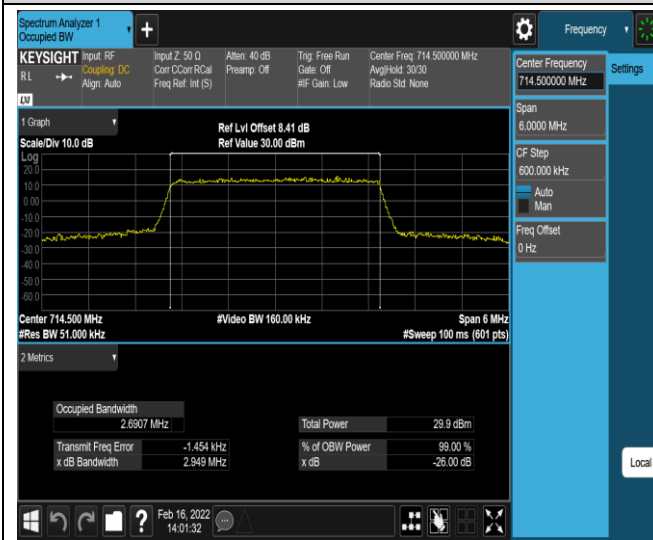 Spectrum Analyzer 1
Occupied BW
+
Frequency
KEYSIGHT
R L
LXI
Input: RF
Coupling: DC
Align: Auto
Input Z: 50 Ω
Corr CCorr RCal
Freq Ref: Int (S)
Atten: 40 dB
Preamp: Off
Trig: Free Run
Gate: Off
#IF Gain: Low
Center Freq: 714.500000 MHz
Avg|Hold: 30/30
Radio Std: None
Center Frequency
714.500000 MHz
Settings
Span
6.0000 MHz
CF Step
600.000 kHz
Auto
Man
Freq Offset
0 Hz
Local
1 Graph
Scale/Div 10.0 dB
Ref Lvl Offset 8.41 dB
Ref Value 30.00 dBm
Log
20.0
10.0
0.00
-10.0
-20.0
-30.0
-40.0
-50.0
-60.0
Center 714.500 MHz
#Video BW 160.00 kHz
Span 6 MHz
#Res BW 51.000 kHz
#Sweep 100 ms (601 pts)
2 Metrics
Occupied Bandwidth
2.6907 MHz
Total Power 29.9 dBm
Transmit Freq Error -1.454 kHz
% of OBW Power 99.00 %
x dB Bandwidth 2.949 MHz
x dB -26.00 dB
?
Feb 16, 2022
14:01:32